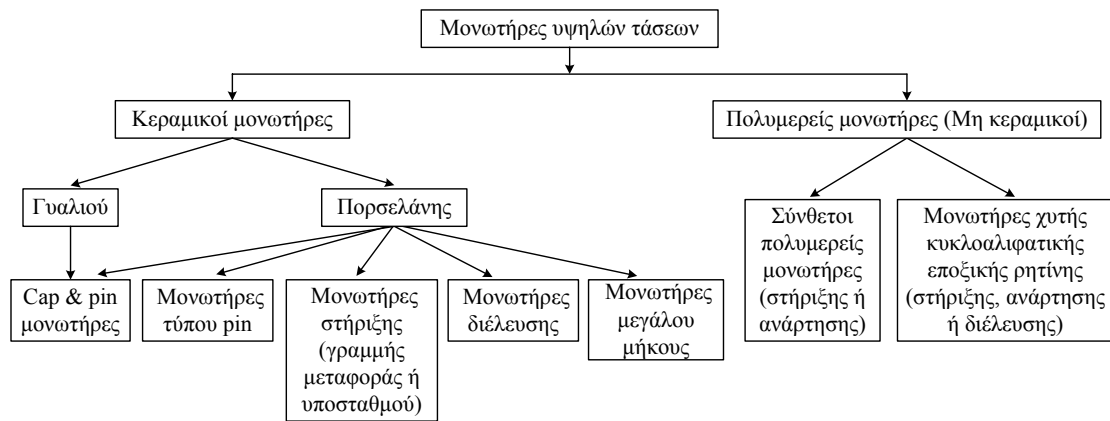 Μονωτήρες υψηλών τάσεων
Κεραμικοί μονωτήρες
Πολυμερείς μονωτήρες (Μη κεραμικοί)
Γυαλιού
Πορσελάνης
Cap & pin
μονωτήρες
Μονωτήρες
τύπου pin
Μονωτήρες
στήριξης
(γραμμής
μεταφοράς ή
υποσταθμού)
Μονωτήρες
διέλευσης
Μονωτήρες
μεγάλου
μήκους
Σύνθετοι
πολυμερείς
μονωτήρες
(στήριξης ή
ανάρτησης)
Μονωτήρες χυτής
κυκλοαλιφατικής
εποξικής ρητίνης
(στήριξης, ανάρτησης
ή διέλευσης)